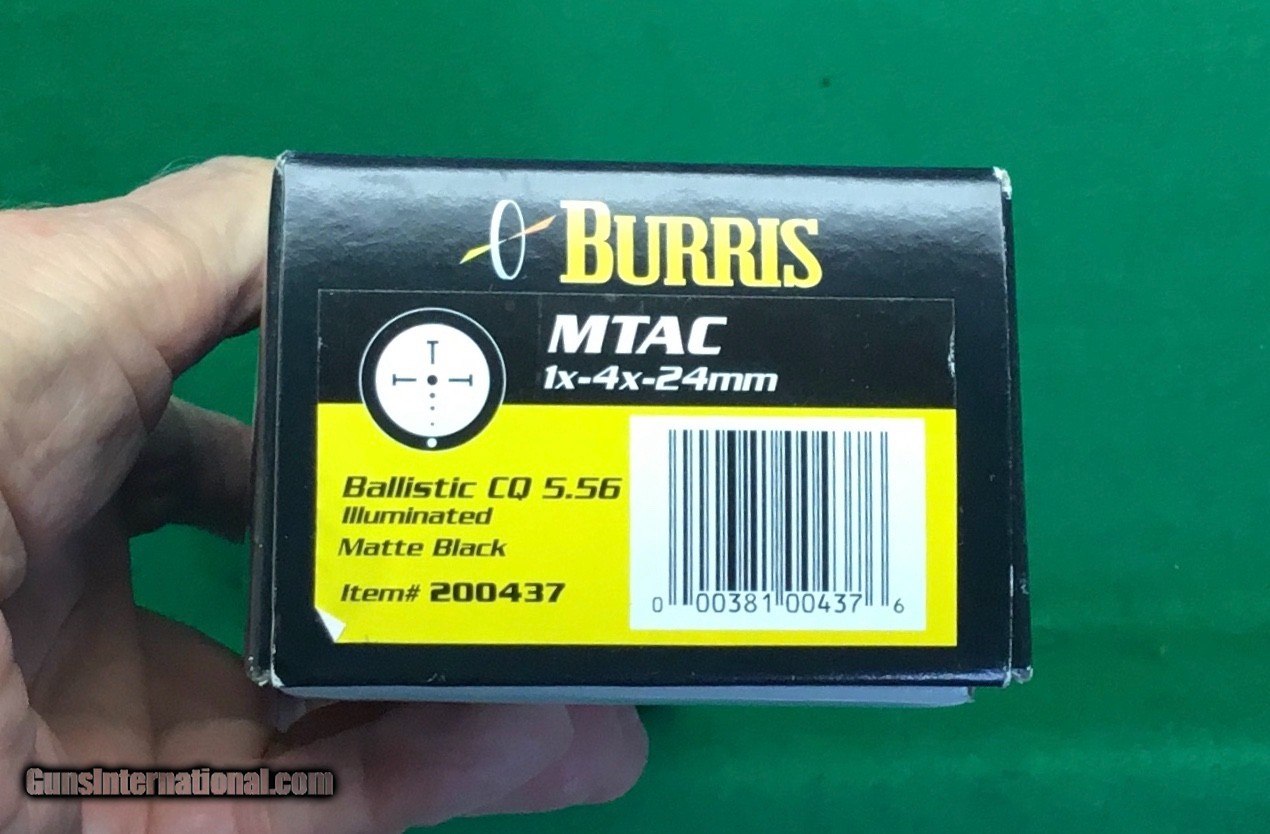 BURRIS
MTAC
1x-4x-24mm
Ballistic CQ 5.56
Illuminated
Matte Black
Item# 200437
0 00381 00437 6
GunsInternational.com